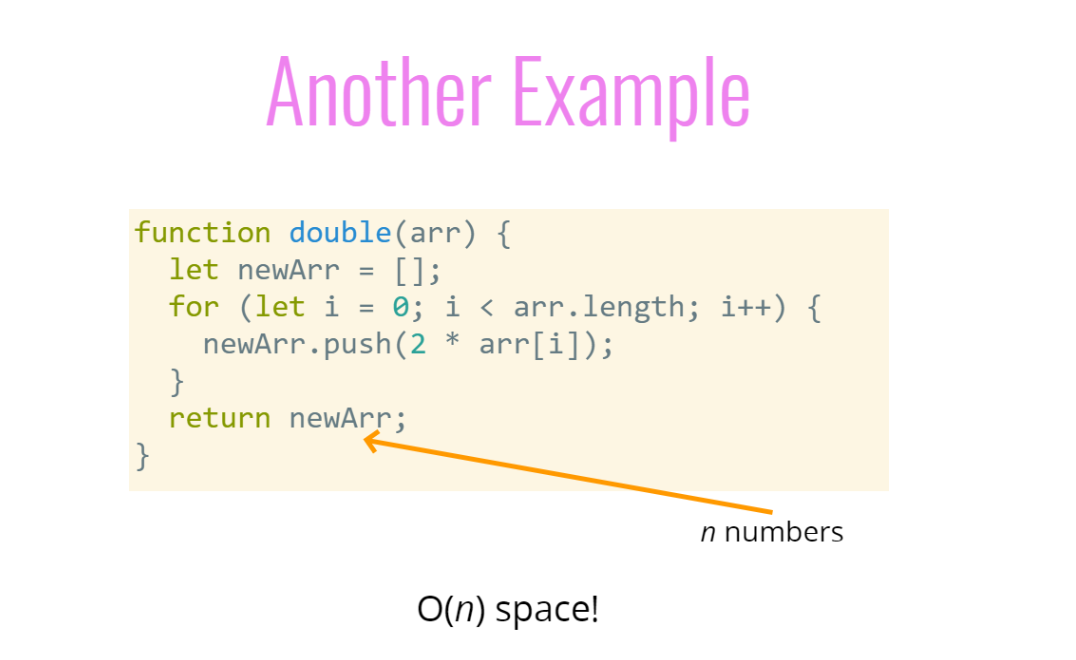 Another Example
function double(arr) {
  let newArr = [];
  for (let i = 0; i < arr.length; i++) {
    newArr.push(2 * arr[i]);
  }
  return newArr;
}
n numbers
O(n) space!